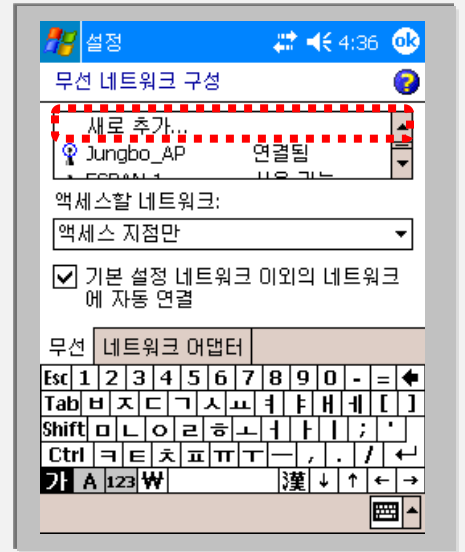 설정 4:36 ok
무선 네트워크 구성 ?
새로 추가...
Jungbo_AP 연결됨
액세스할 네트워크:
액세스 지점만
기본 설정 네트워크 이외의 네트워크
에 자동 연결
무선 네트워크 어댑터
Esc 1 2 3 4 5 6 7 8 9 0 - = ←
Tab ㅂ ㅈ ㄷ ㄱ ㅅ ㅛ ㅕ ㅑ ㅐ ㅔ [ ]
Shift ㅁ ㄴ ㅇ ㄹ ㅎ ㅗ ㅓ ㅏ ㅣ ; '
Ctrl ㅋ ㅌ ㅊ ㅍ ㅠ ㅜ ㅡ , . / ↵
가 A 123 ₩ 漢 ↓ ↑ ← →